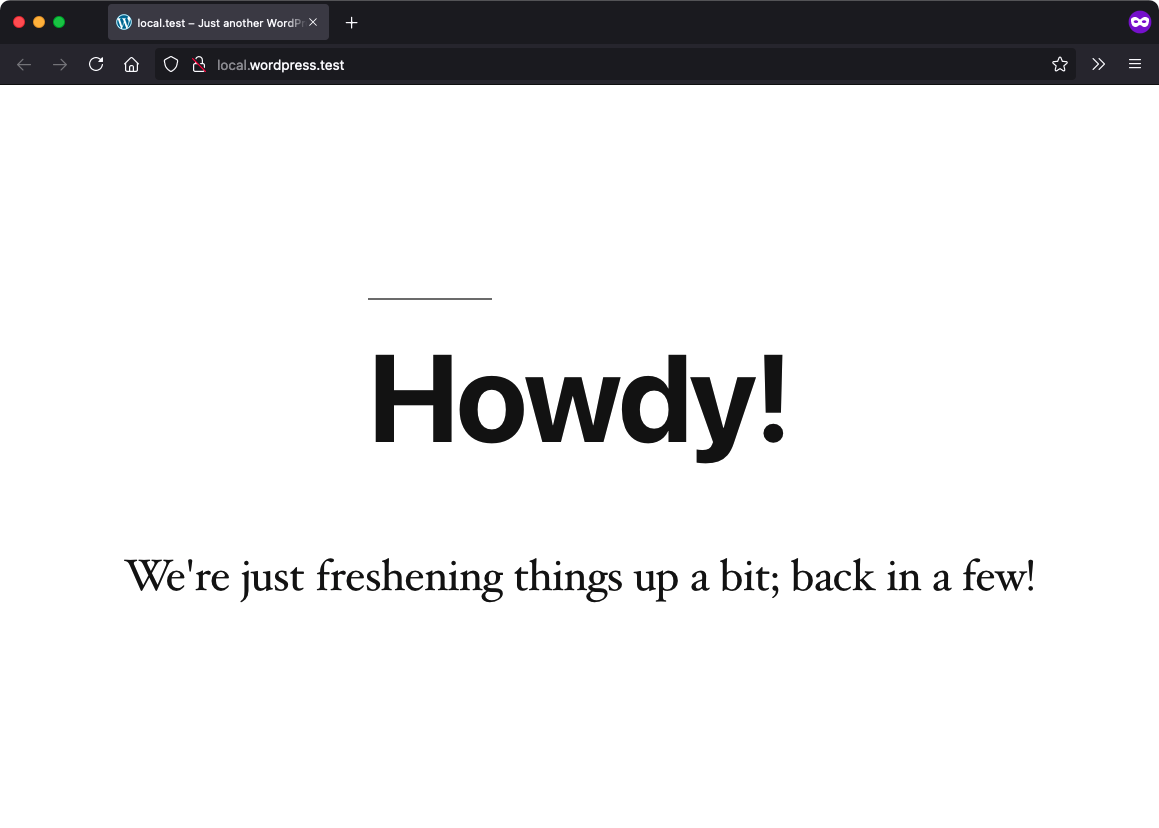 local.test – Just another WordPr
local.wordpress.test
Howdy!
We're just freshening things up a bit; back in a few!